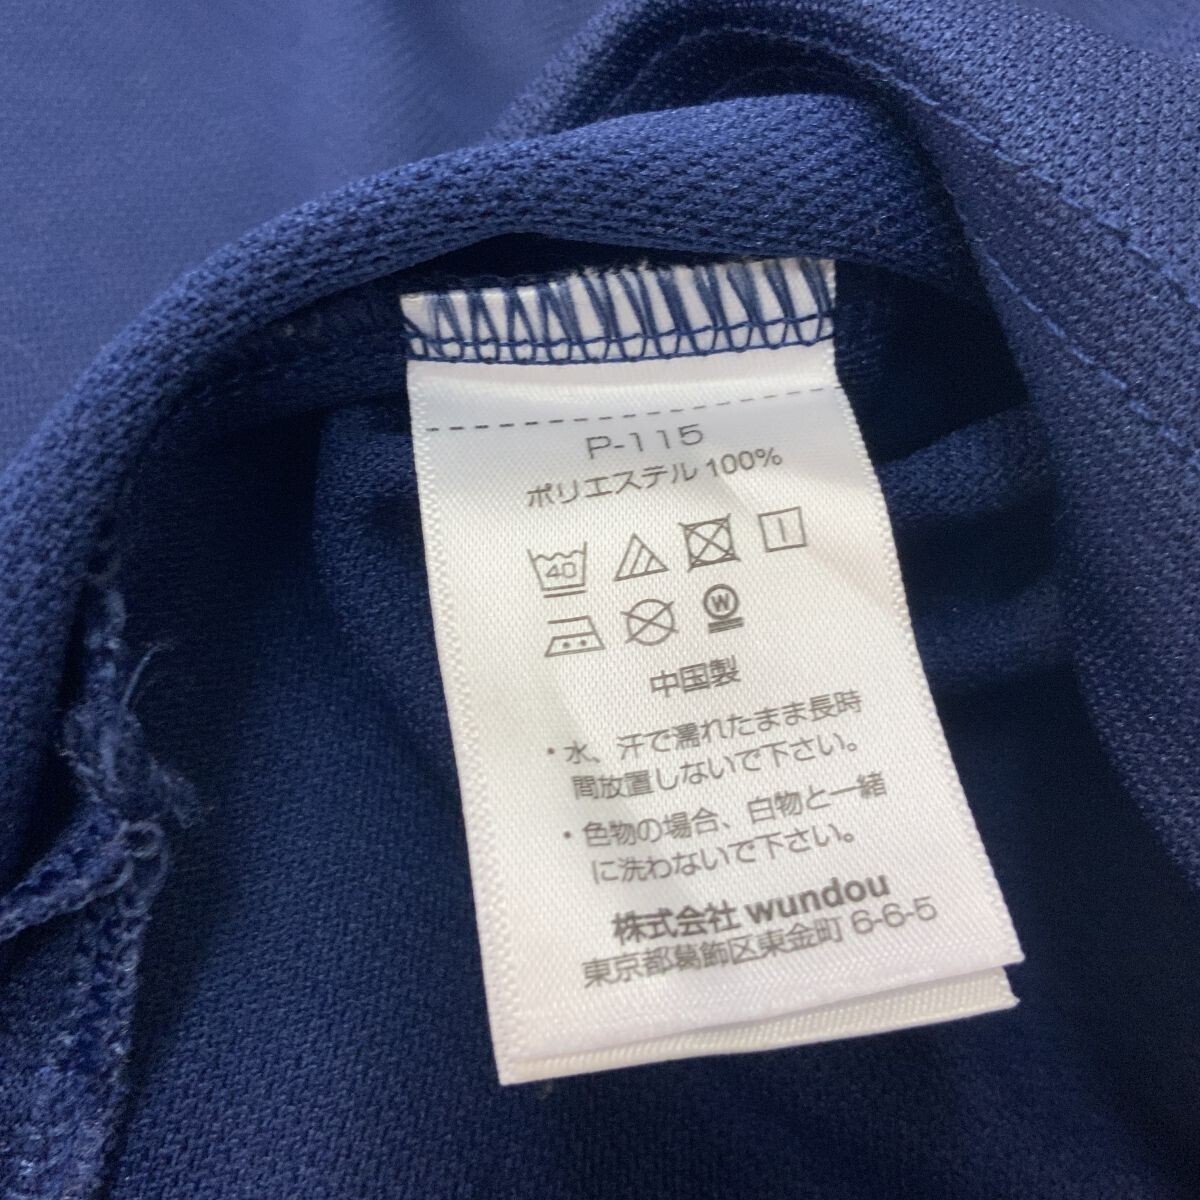 P-115
ポリエステル 100%
40
W
中国製
・水、汗で濡れたまま長時
間放置しないで下さい。
・色物の場合、白物と一緒
に洗わないで下さい。
株式会社 wundou
東京都葛飾区東金町 6-6-5